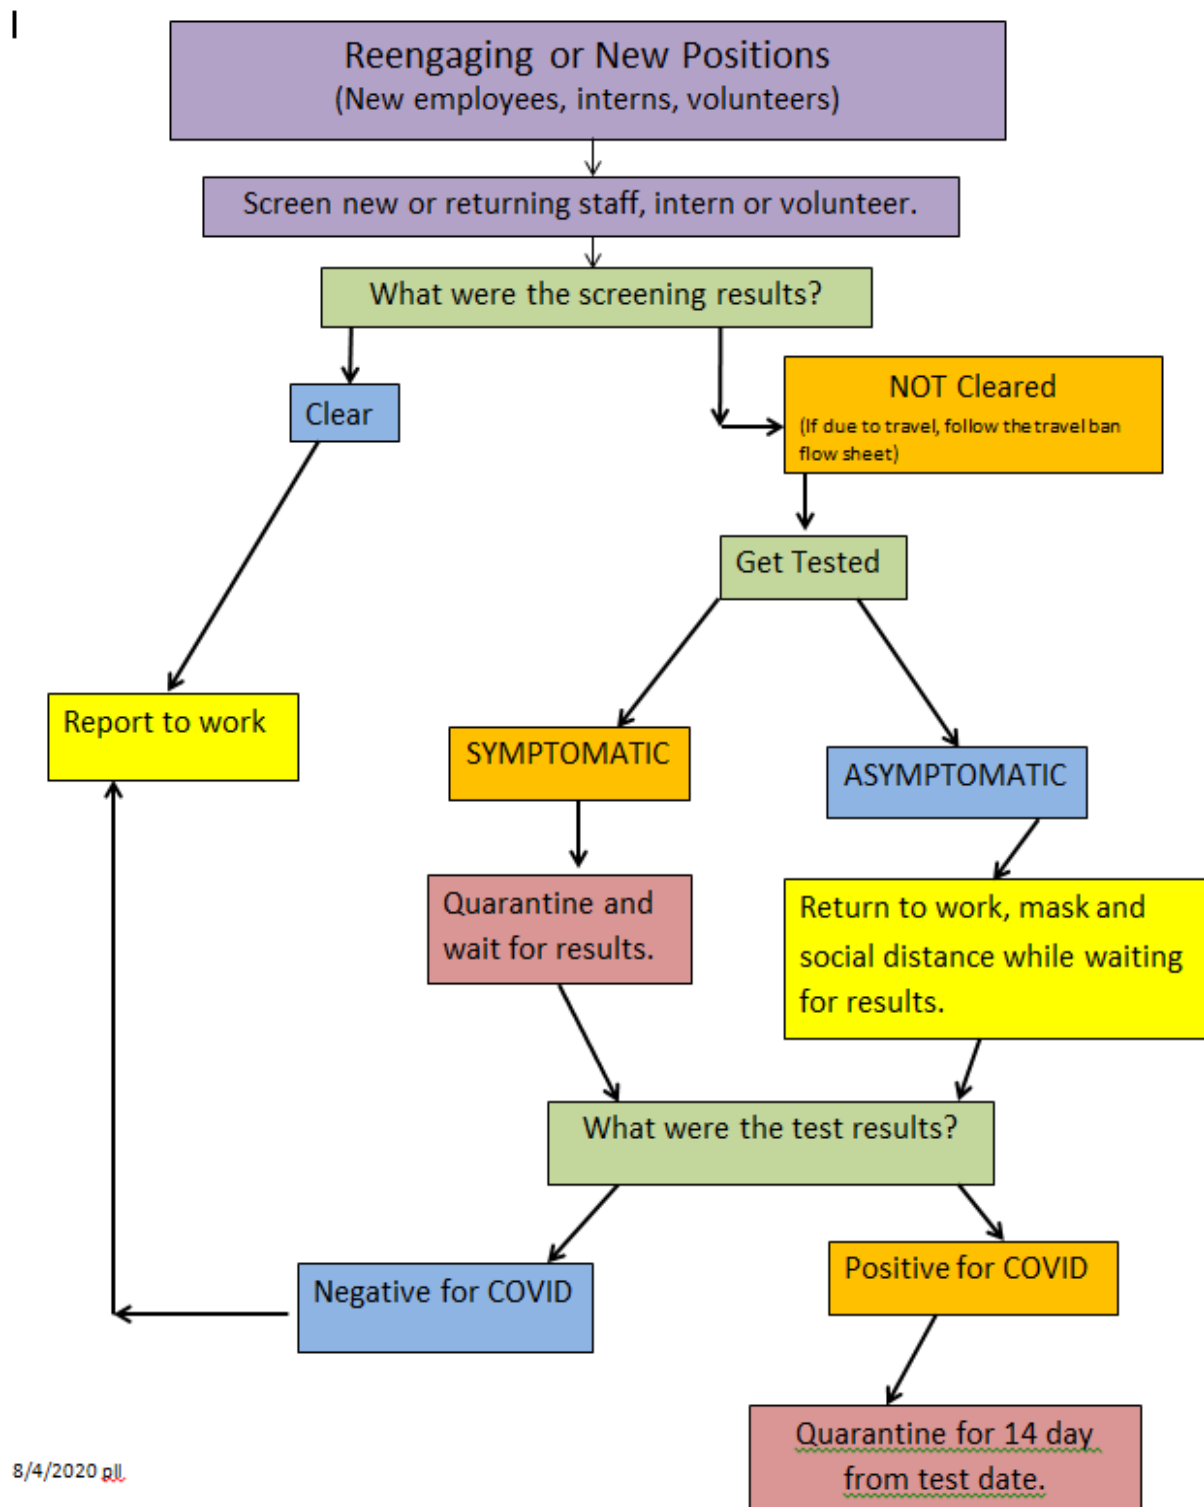 Reengaging or New Positions
(New employees, interns, volunteers)
Screen new or returning staff, intern or volunteer.
What were the screening results?
Clear
NOT Cleared
(If due to travel, follow the travel ban
flow sheet)
Get Tested
Report to work
SYMPTOMATIC
ASYMPTOMATIC
Quarantine and
wait for results.
Return to work, mask and
social distance while waiting
for results.
What were the test results?
Negative for COVID
Positive for COVID
Quarantine for 14 day
from test date.
8/4/2020 pll